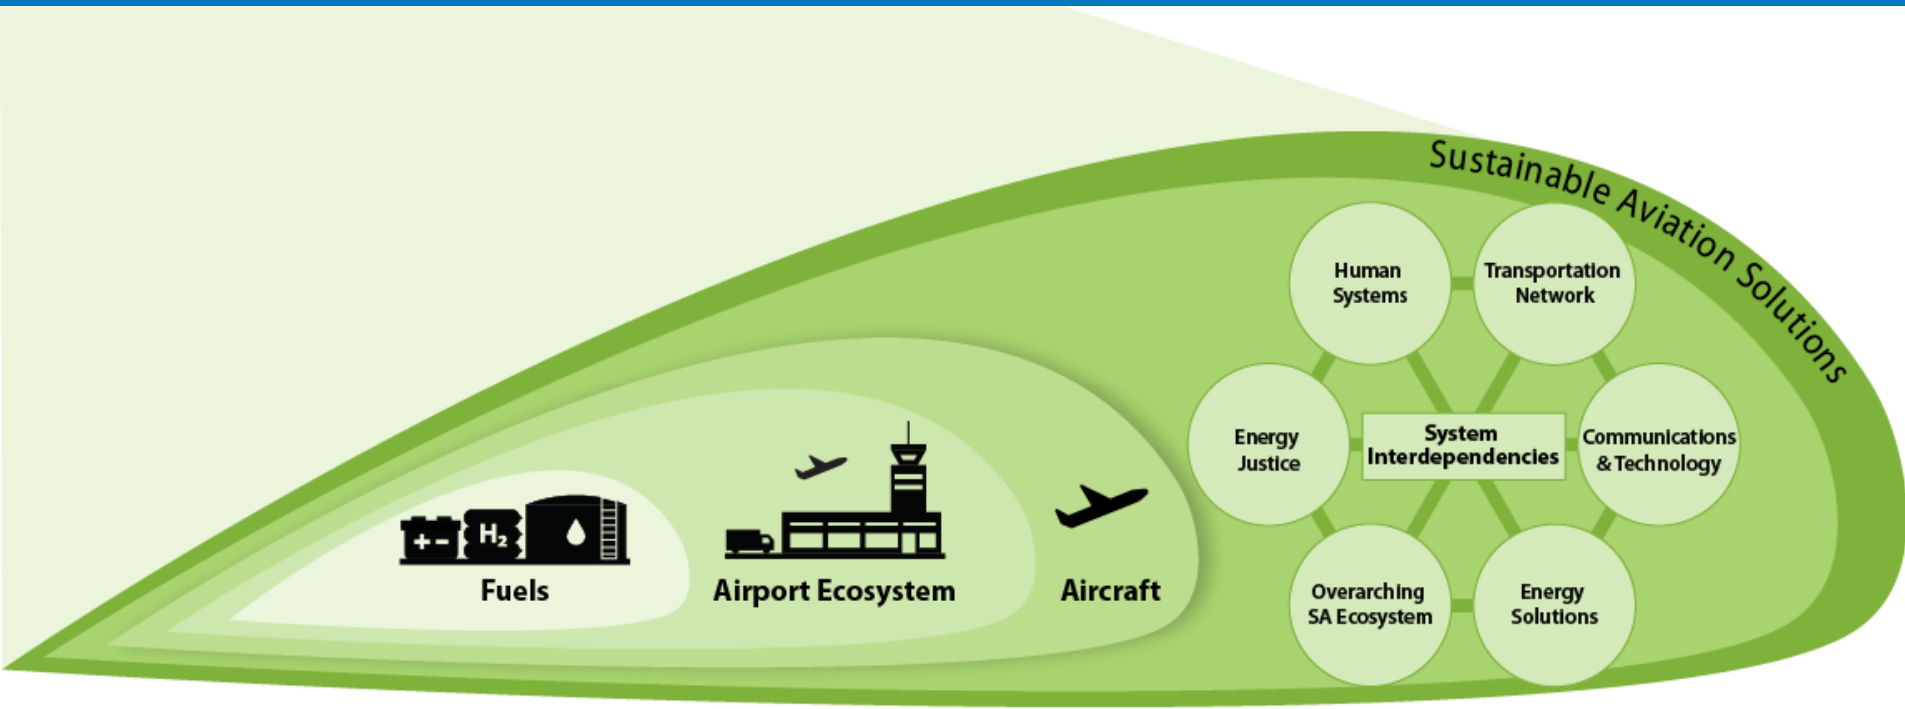 Sustainable Aviation Solutions
Human
Systems
Transportation
Network
Energy
Justice
System
Interdependencies
Communications
& Technology
Overarching
SA Ecosystem
Energy
Solutions
+ -
H2
Fuels
Airport Ecosystem
Aircraft